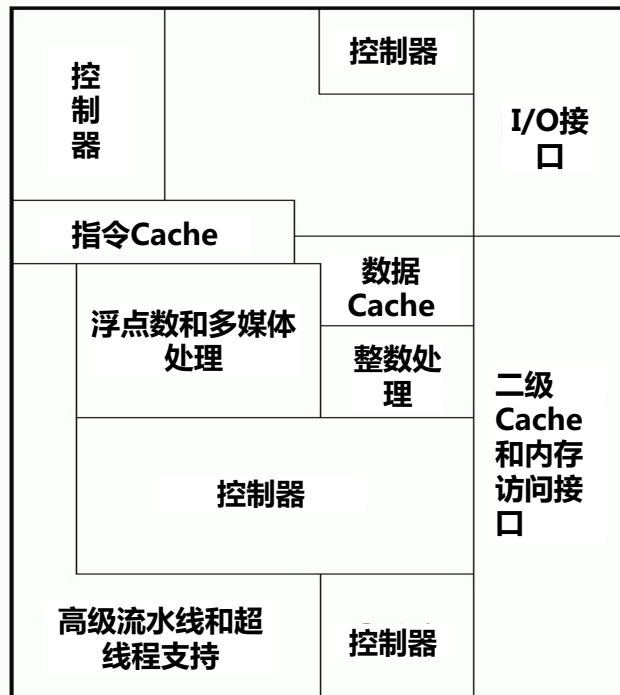 控
制
器
控制器
I/O接
口
指令Cache
数据
Cache
浮点数和多媒体
处理
整数处
理
二级
Cache
和内存
访问接
口
控制器
高级流水线和超
线程支持
控制器